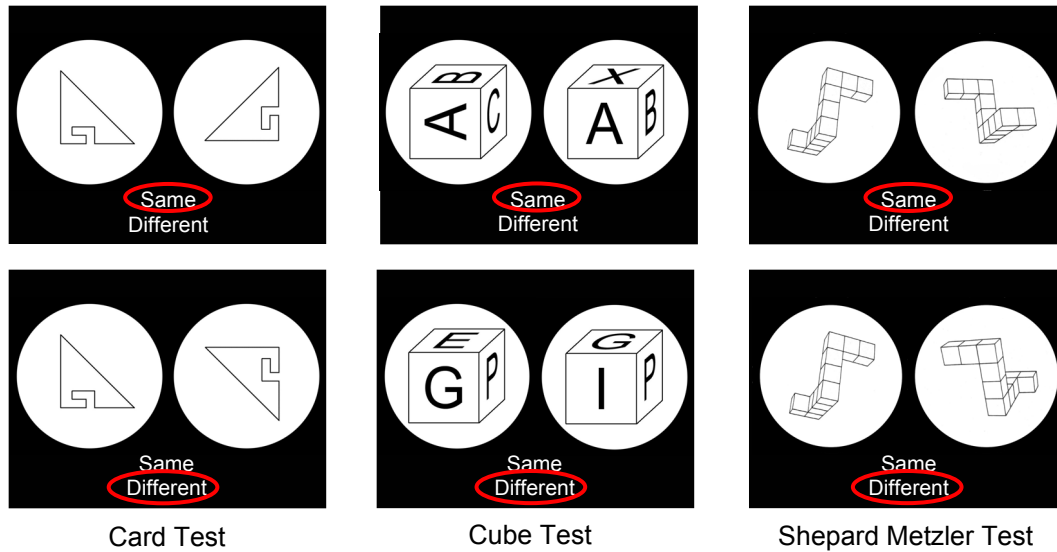 B
A
C
X
A
B
Same
Different
Same
Different
Same
Different
E
G
P
G
I
P
Same
Different
Same
Different
Same
Different
Card Test
Cube Test
Shepard Metzler Test